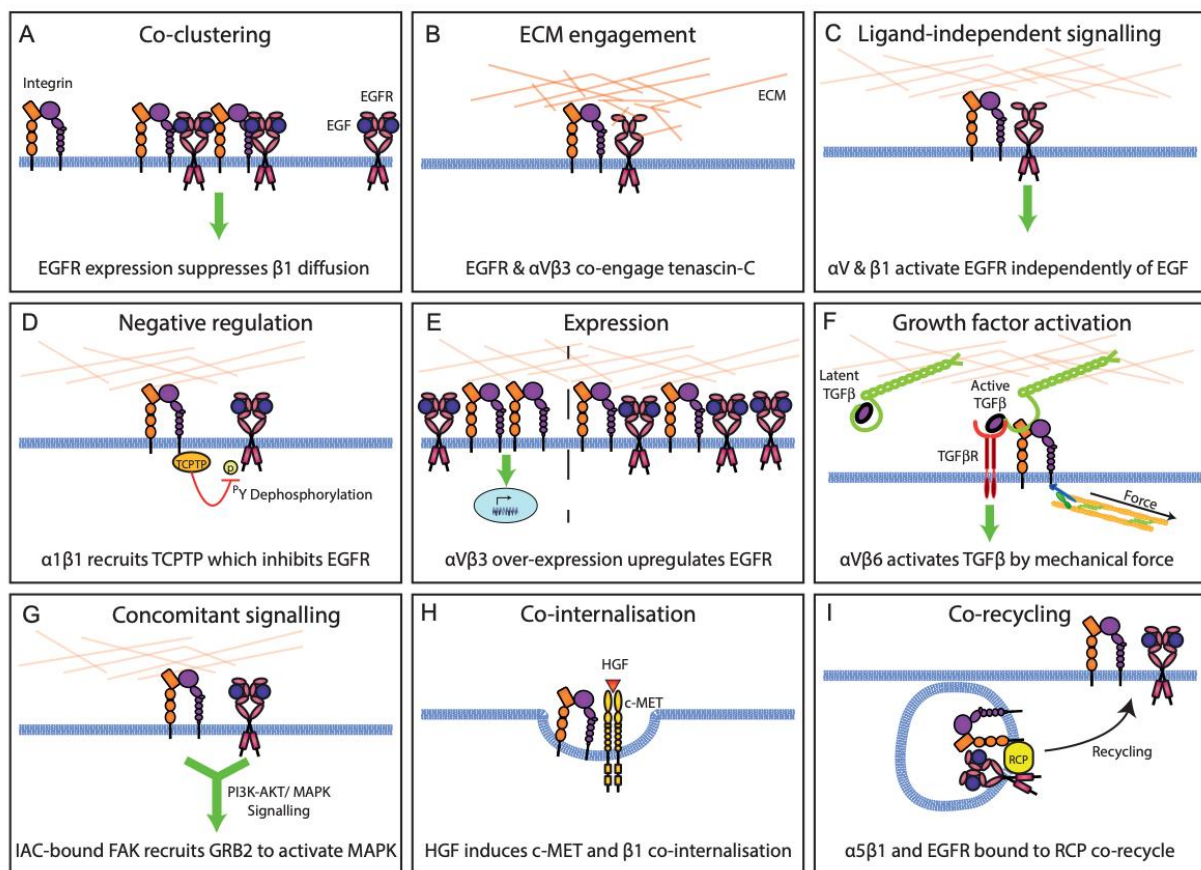 A Co-clustering
Integrin
EGFR
EGF
EGFR expression suppresses β1 diffusion
B ECM engagement
ECM
EGFR & αVβ3 co-engage tenascin-C
C Ligand-independent signalling
αV & β1 activate EGFR independently of EGF
D Negative regulation
TCPTP
P
PY Dephosphorylation
α1β1 recruits TCPTP which inhibits EGFR
E Expression
αVβ3 over-expression upregulates EGFR
F Growth factor activation
Latent
TGFβ
Active
TGFβ
TGFβR
Force
αVβ6 activates TGFβ by mechanical force
G Concomitant signalling
PI3K-AKT/ MAPK
Signalling
IAC-bound FAK recruits GRB2 to activate MAPK
H Co-internalisation
HGF
c-MET
HGF induces c-MET and β1 co-internalisation
I Co-recycling
RCP
Recycling
α5β1 and EGFR bound to RCP co-recycle